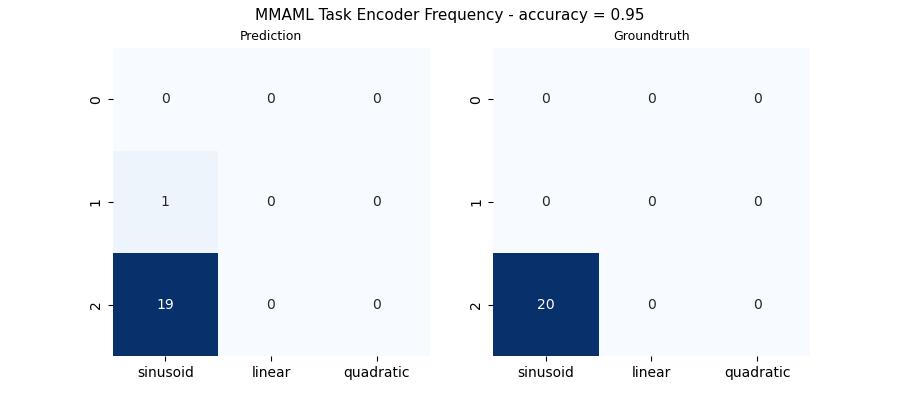 MMAML Task Encoder Frequency - accuracy = 0.95
Prediction
0 0 0 0
1 1 0 0
2 19 0 0
sinusoid linear quadratic
Groundtruth
0 0 0 0
1 0 0 0
2 20 0 0
sinusoid linear quadratic